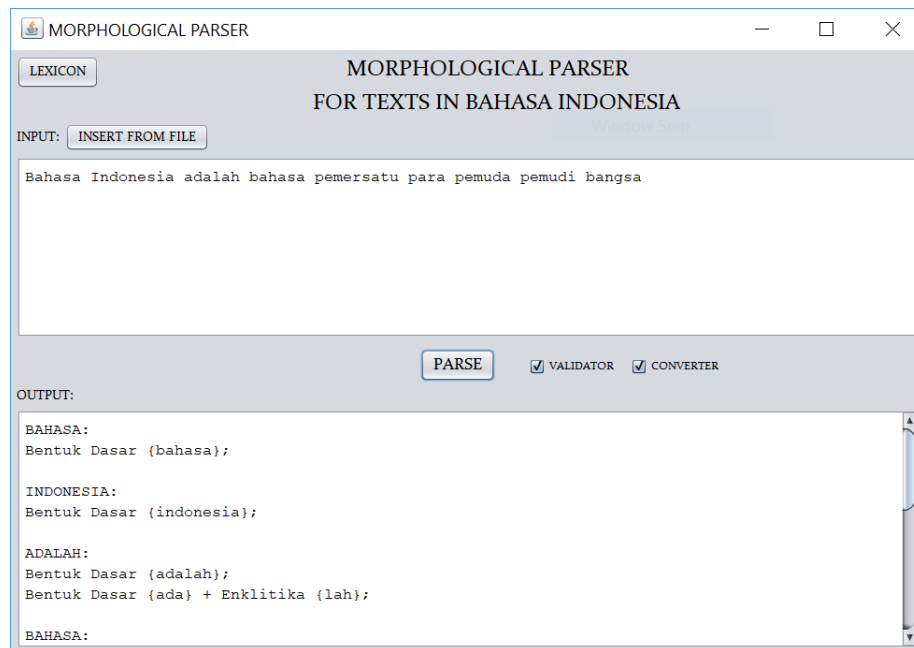 MORPHOLOGICAL PARSER
LEXICON
MORPHOLOGICAL PARSER
FOR TEXTS IN BAHASA INDONESIA
Window Snip
INPUT: INSERT FROM FILE
Bahasa Indonesia adalah bahasa pemersatu para pemuda pemudi bangsa
PARSE VALIDATOR CONVERTER
OUTPUT:
BAHASA:
Bentuk Dasar {bahasa};
INDONESIA:
Bentuk Dasar {indonesia};
ADALAH:
Bentuk Dasar {adalah};
Bentuk Dasar {ada} + Enklitika {lah};
BAHASA: